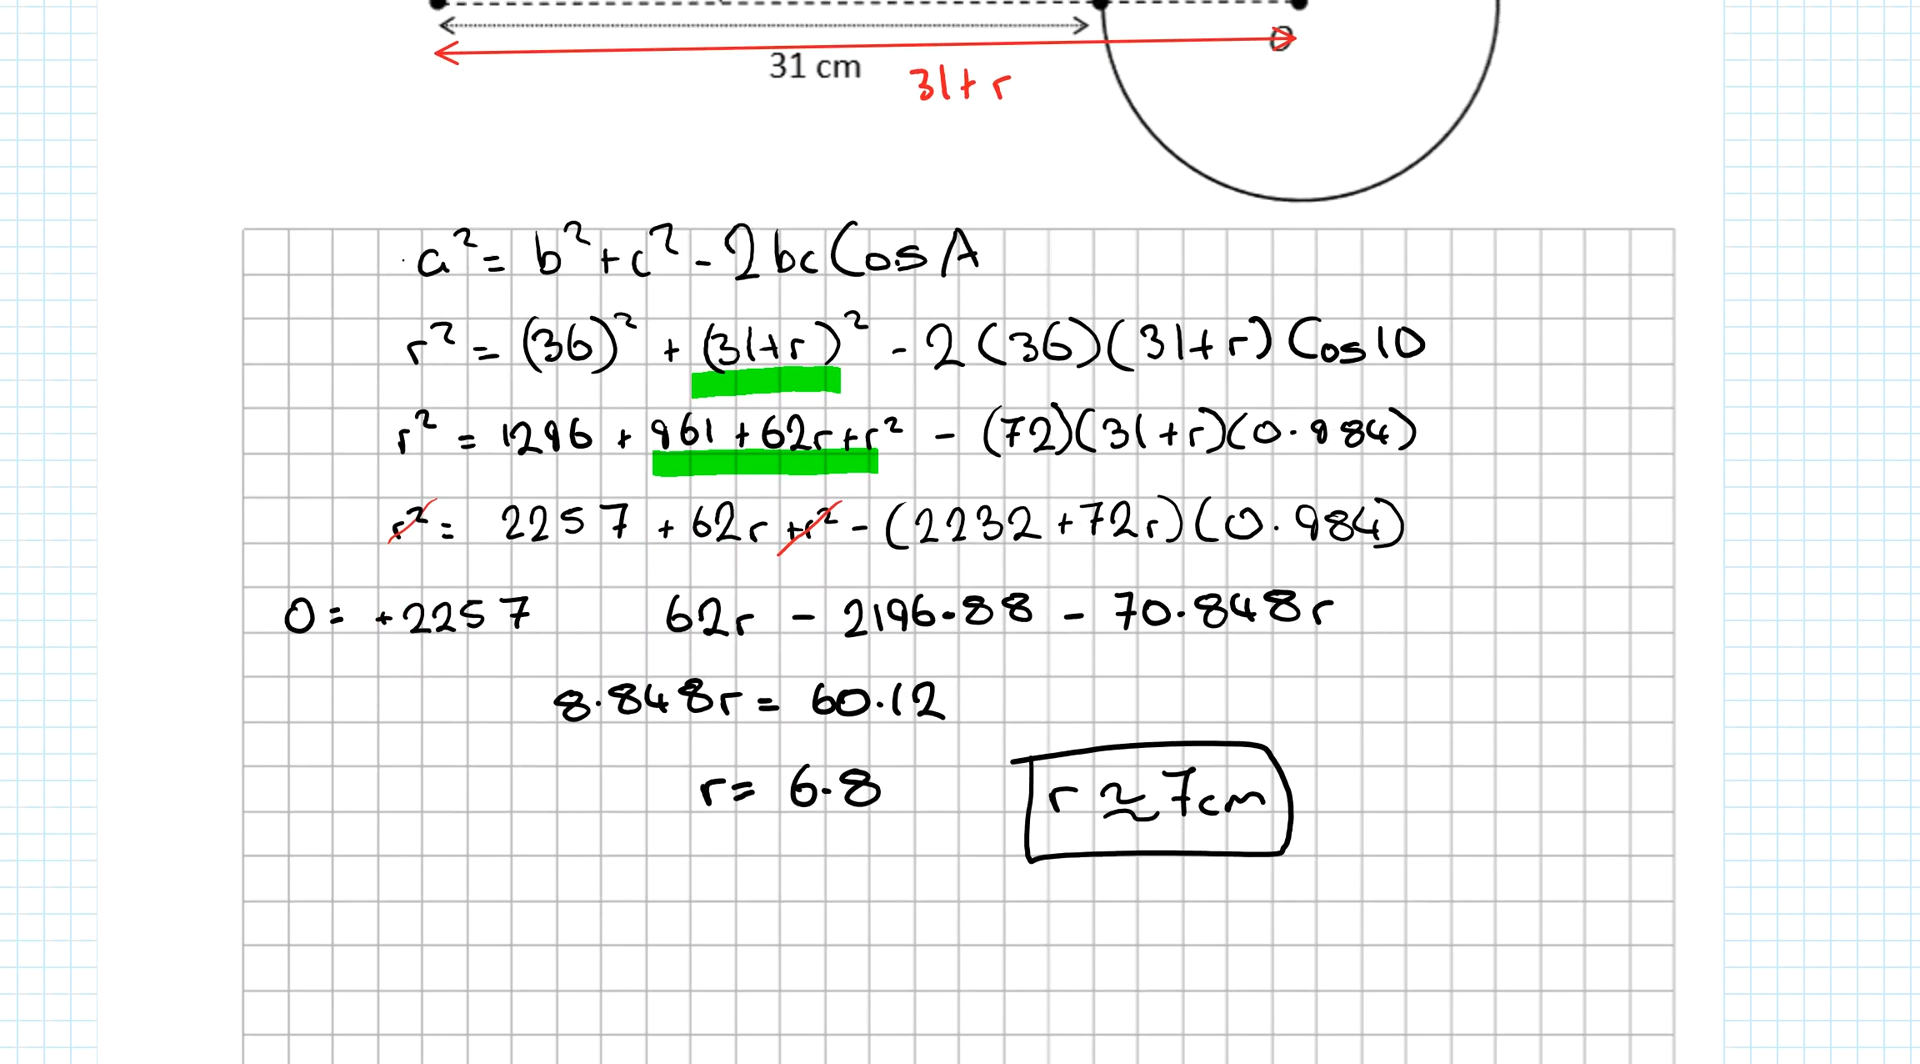 O
31 cm
31+r
a² = b² + c² - 2bc Cos A
r² = (36)² + (31+r)² - 2(36)(31+r) Cos10
r² = 1296 + 961 + 62r + r² - (72)(31+r)(0.984)
r² = 2257 + 62r + r² - (2232 + 72r)(0.984)
0 = +2257 62r - 2196.88 - 70.848r
8.848r = 60.12
r = 6.8
r ≈ 7cm